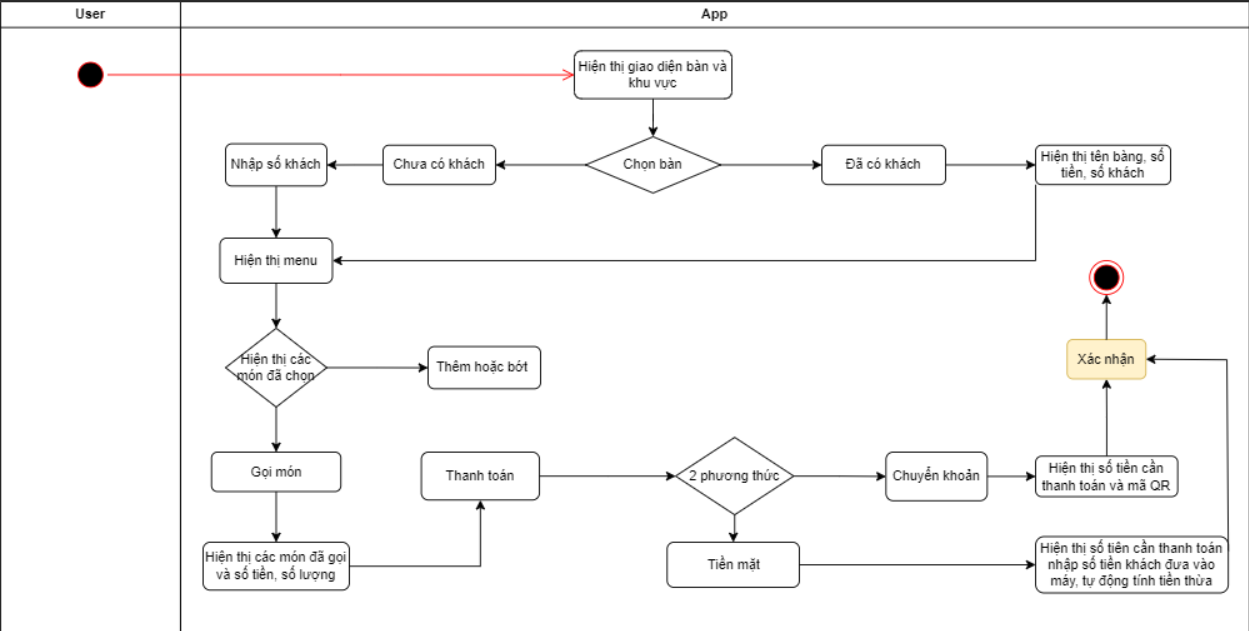 User
App
Hiện thị giao diện bàn và
khu vực
Nhập số khách
Chưa có khách
Chọn bàn
Đã có khách
Hiện thị tên bàng, số
tiền, số khách
Hiện thị menu
Hiện thị các
món đã chọn
Thêm hoặc bớt
Xác nhận
Gọi món
Thanh toán
2 phương thức
Chuyển khoản
Hiện thị số tiền cần
thanh toán và mã QR
Hiện thị các món đã gọi
và số tiền, số lượng
Tiền mặt
Hiện thị số tiên cần thanh toán
nhập số tiền khách đưa vào
máy, tự động tính tiền thừa